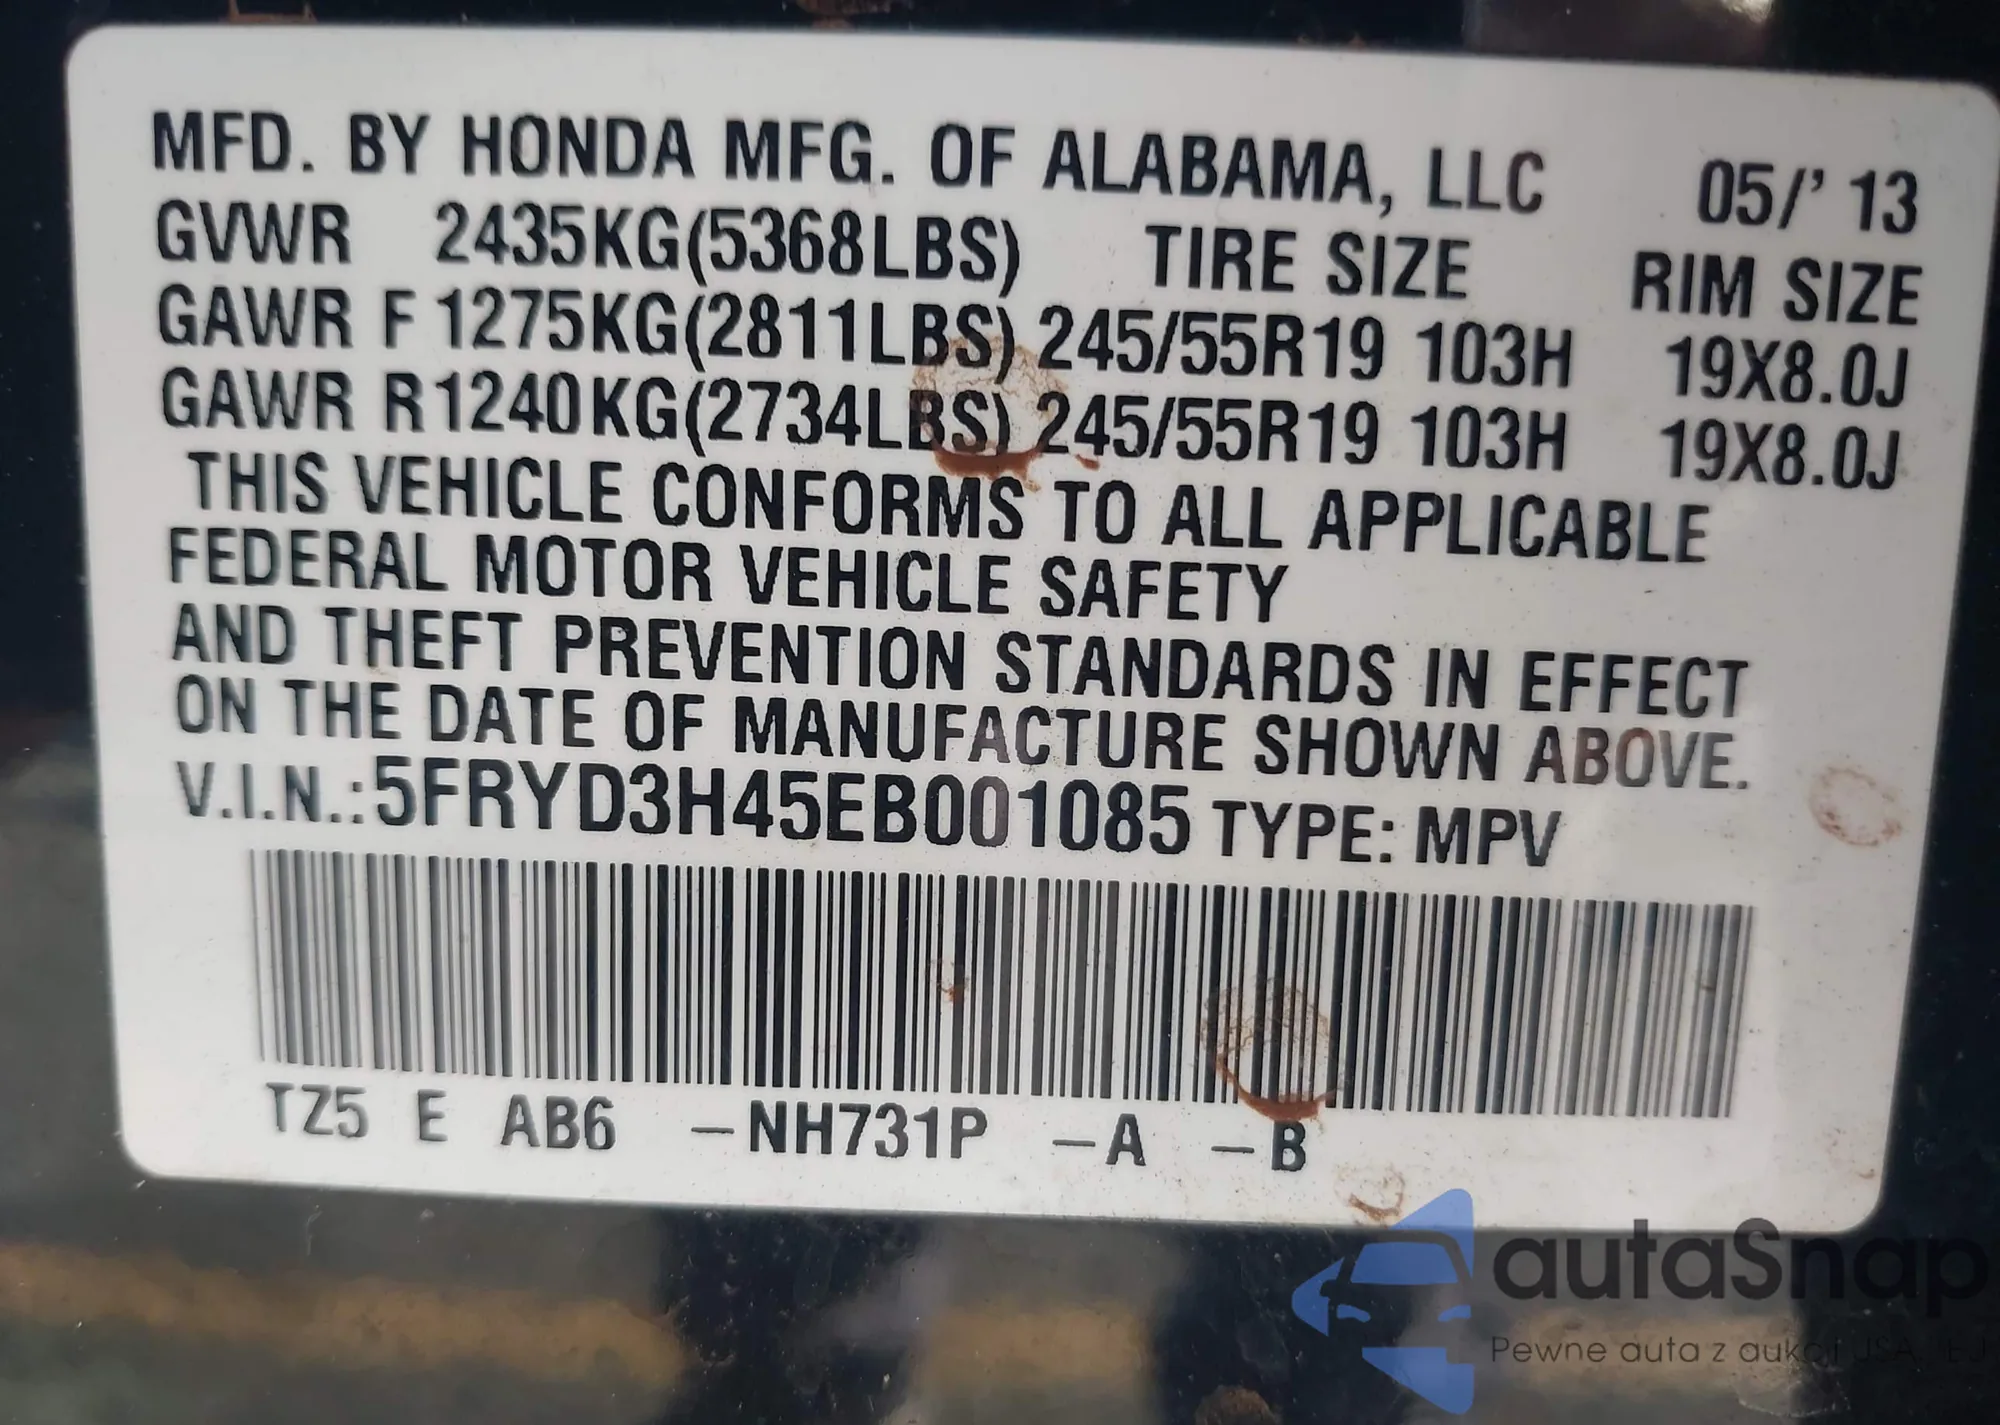 MFD. BY HONDA MFG. OF ALABAMA, LLC 05/' 13
GVWR 2435KG(5368LBS) TIRE SIZE RIM SIZE
GAWR F 1275KG(2811LBS) 245/55R19 103H 19X8.0J
GAWR R1240KG(2734LBS) 245/55R19 103H 19X8.0J
THIS VEHICLE CONFORMS TO ALL APPLICABLE
FEDERAL MOTOR VEHICLE SAFETY
AND THEFT PREVENTION STANDARDS IN EFFECT
ON THE DATE OF MANUFACTURE SHOWN ABOVE.
V.I.N.:5FRYD3H45EB001085 TYPE: MPV
TZ5 E AB6 -NH731P -A -B
autaSnap
Pewne auta z aukcji